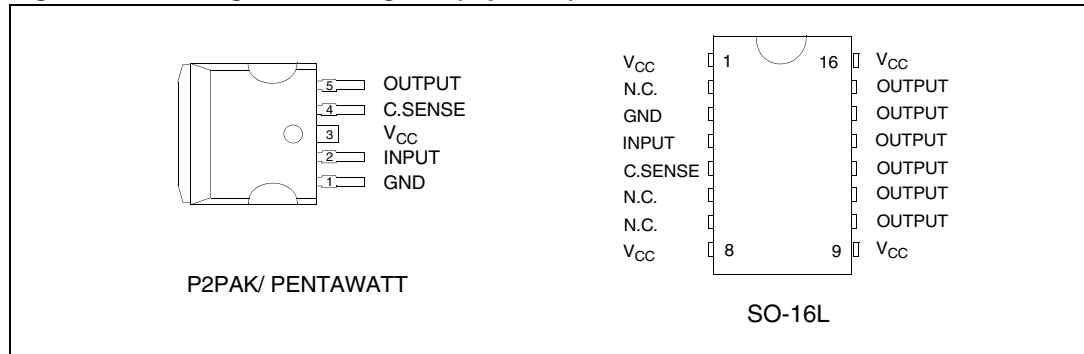 5 OUTPUT
4 C.SENSE
3 VCC
2 INPUT
1 GND
P2PAK/ PENTAWATT
VCC 1 16 VCC
N.C. OUTPUT
GND OUTPUT
INPUT OUTPUT
C.SENSE OUTPUT
N.C. OUTPUT
N.C. OUTPUT
VCC 8 9 VCC
SO-16L